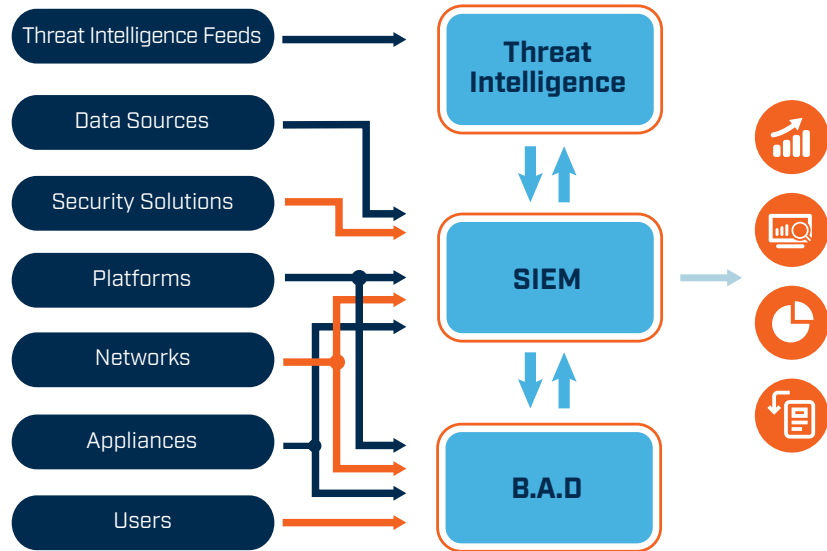 Threat Intelligence Feeds
Data Sources
Security Solutions
Platforms
Networks
Appliances
Users
Threat
Intelligence
SIEM
B.A.D